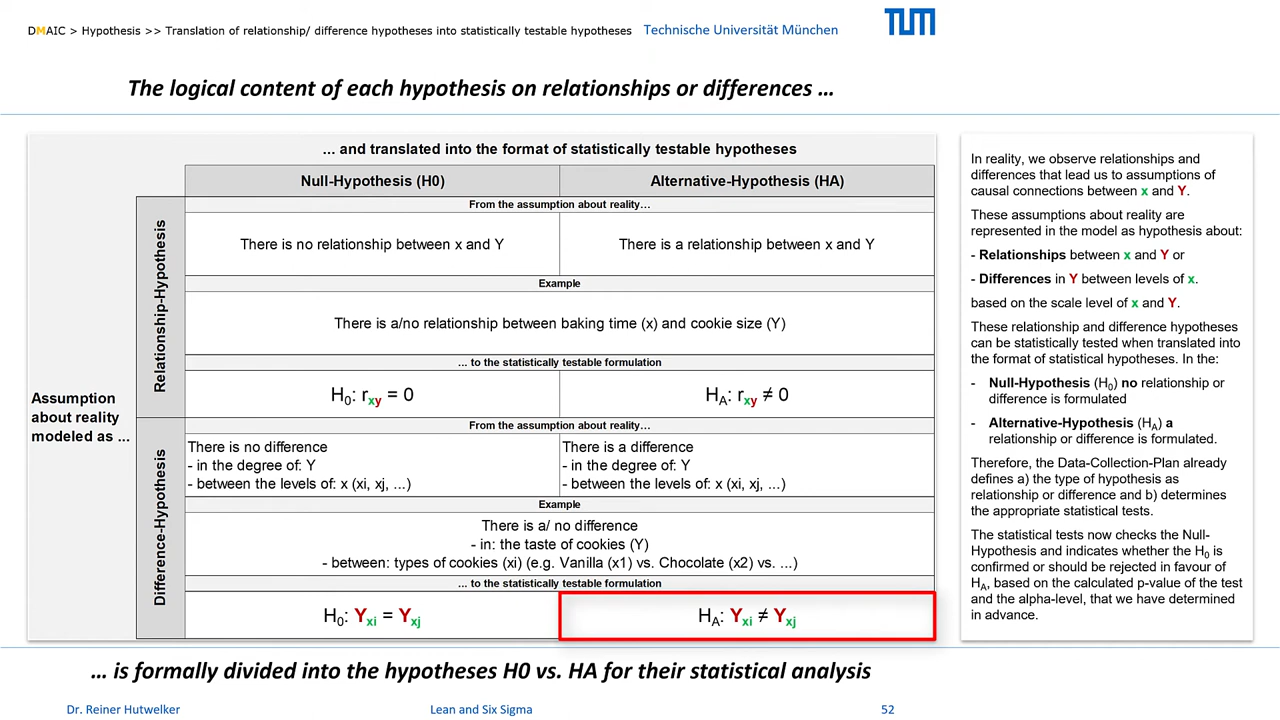 DMAIC > Hypothesis >> Translation of relationship/ difference hypotheses into statistically testable hypotheses
Technische Universität München
TUM
The logical content of each hypothesis on relationships or differences …
... and translated into the format of statistically testable hypotheses
Null-Hypothesis (H0)
Alternative-Hypothesis (HA)
Assumption
about reality
modeled as ...
Relationship-Hypothesis
From the assumption about reality…
There is no relationship between x and Y
There is a relationship between x and Y
Example
There is a/no relationship between baking time (x) and cookie size (Y)
... to the statistically testable formulation
H0: rxy = 0
HA: rxy ≠ 0
Difference-Hypothesis
From the assumption about reality…
There is no difference
- in the degree of: Y
- between the levels of: x (xi, xj, ...)
There is a difference
- in the degree of: Y
- between the levels of: x (xi, xj, ...)
Example
There is a/ no difference
- in: the taste of cookies (Y)
- between: types of cookies (xi) (e.g. Vanilla (x1) vs. Chocolate (x2) vs. ...)
... to the statistically testable formulation
H0: Yxi = Yxj
HA: Yxi ≠ Yxj
In reality, we observe relationships and
differences that lead us to assumptions of
causal connections between x and Y.
These assumptions about reality are
represented in the model as hypothesis about:
- Relationships between x and Y or
- Differences in Y between levels of x.
based on the scale level of x and Y.
These relationship and difference hypotheses
can be statistically tested when translated into
the format of statistical hypotheses. In the:
- Null-Hypothesis (H0) no relationship or
difference is formulated
- Alternative-Hypothesis (HA) a
relationship or difference is formulated.
Therefore, the Data-Collection-Plan already
defines a) the type of hypothesis as
relationship or difference and b) determines
the appropriate statistical tests.
The statistical tests now checks the Null-
Hypothesis and indicates whether the H0 is
confirmed or should be rejected in favour of
HA, based on the calculated p-value of the test
and the alpha-level, that we have determined
in advance.
... is formally divided into the hypotheses H0 vs. HA for their statistical analysis
Dr. Reiner Hutwelker
Lean and Six Sigma
52